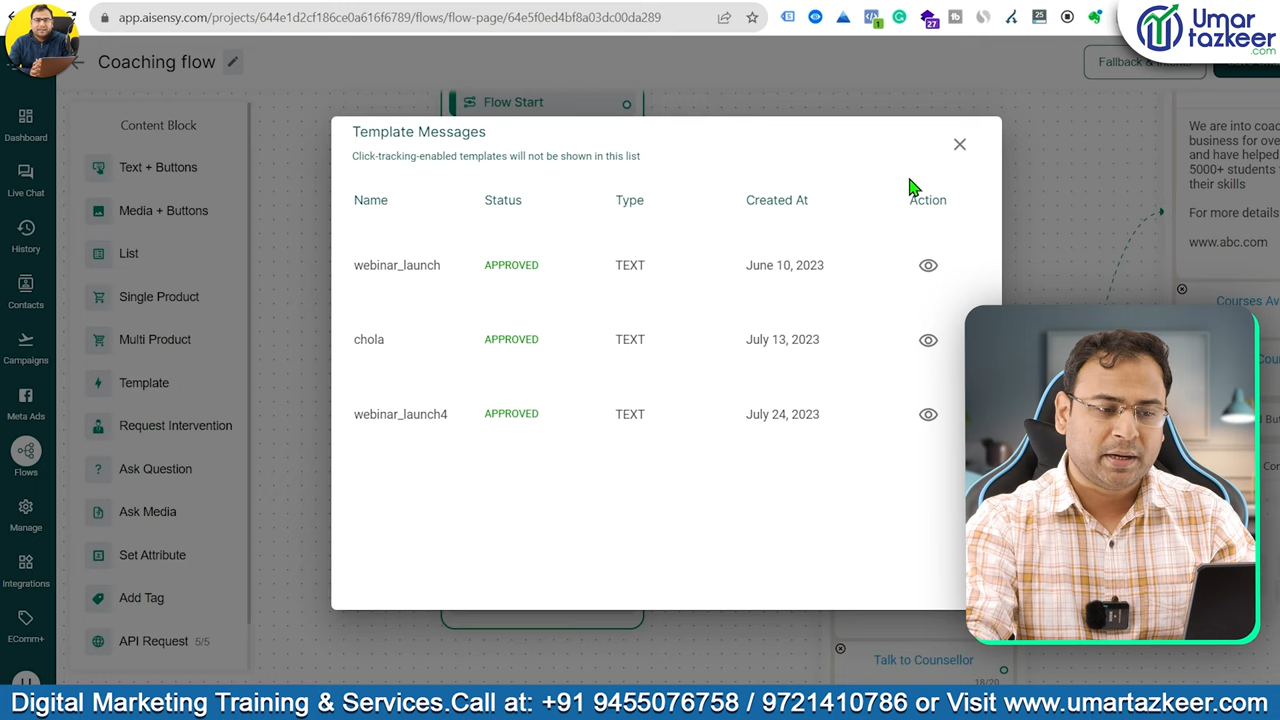 app.aisensy.com/projects/644e1d2cf186ce0a616f6789/flows/flow-page/64e5f0ed4bf8a03dc00da289
1
27
25
Umar
tazkeer
.com
Coaching flow
Fallback &
Dashboard
Live Chat
History
Contacts
Campaigns
Meta Ads
Flows
Manage
Integrations
EComm+
Content Block
Text + Buttons
Media + Buttons
List
Single Product
Multi Product
Template
Request Intervention
Ask Question
Ask Media
Set Attribute
Add Tag
API Request 5/5
Flow Start
Template Messages
Click-tracking-enabled templates will not be shown in this list
Name Status Type Created At Action
webinar_launch APPROVED TEXT June 10, 2023
chola APPROVED TEXT July 13, 2023
webinar_launch4 APPROVED TEXT July 24, 2023
We are into coac
business for ove
and have helped
5000+ students
their skills
For more details
www.abc.com
Courses Av
Talk to Counsellor
18/20
Digital Marketing Training & Services.Call at: +91 9455076758 / 9721410786 or Visit www.umartazkeer.com